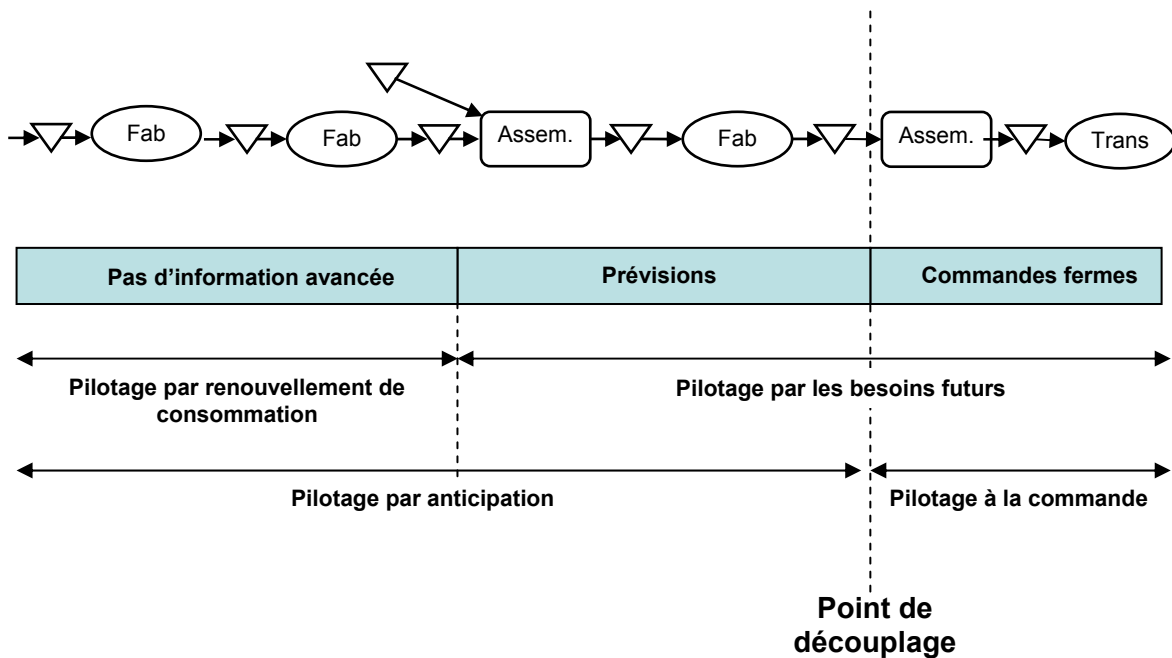 Fab
Fab
Assem.
Fab
Assem.
Trans
Pas d’information avancée
Prévisions
Commandes fermes
Pilotage par renouvellement de
consommation
Pilotage par les besoins futurs
Pilotage par anticipation
Pilotage à la commande
Point de
découplage